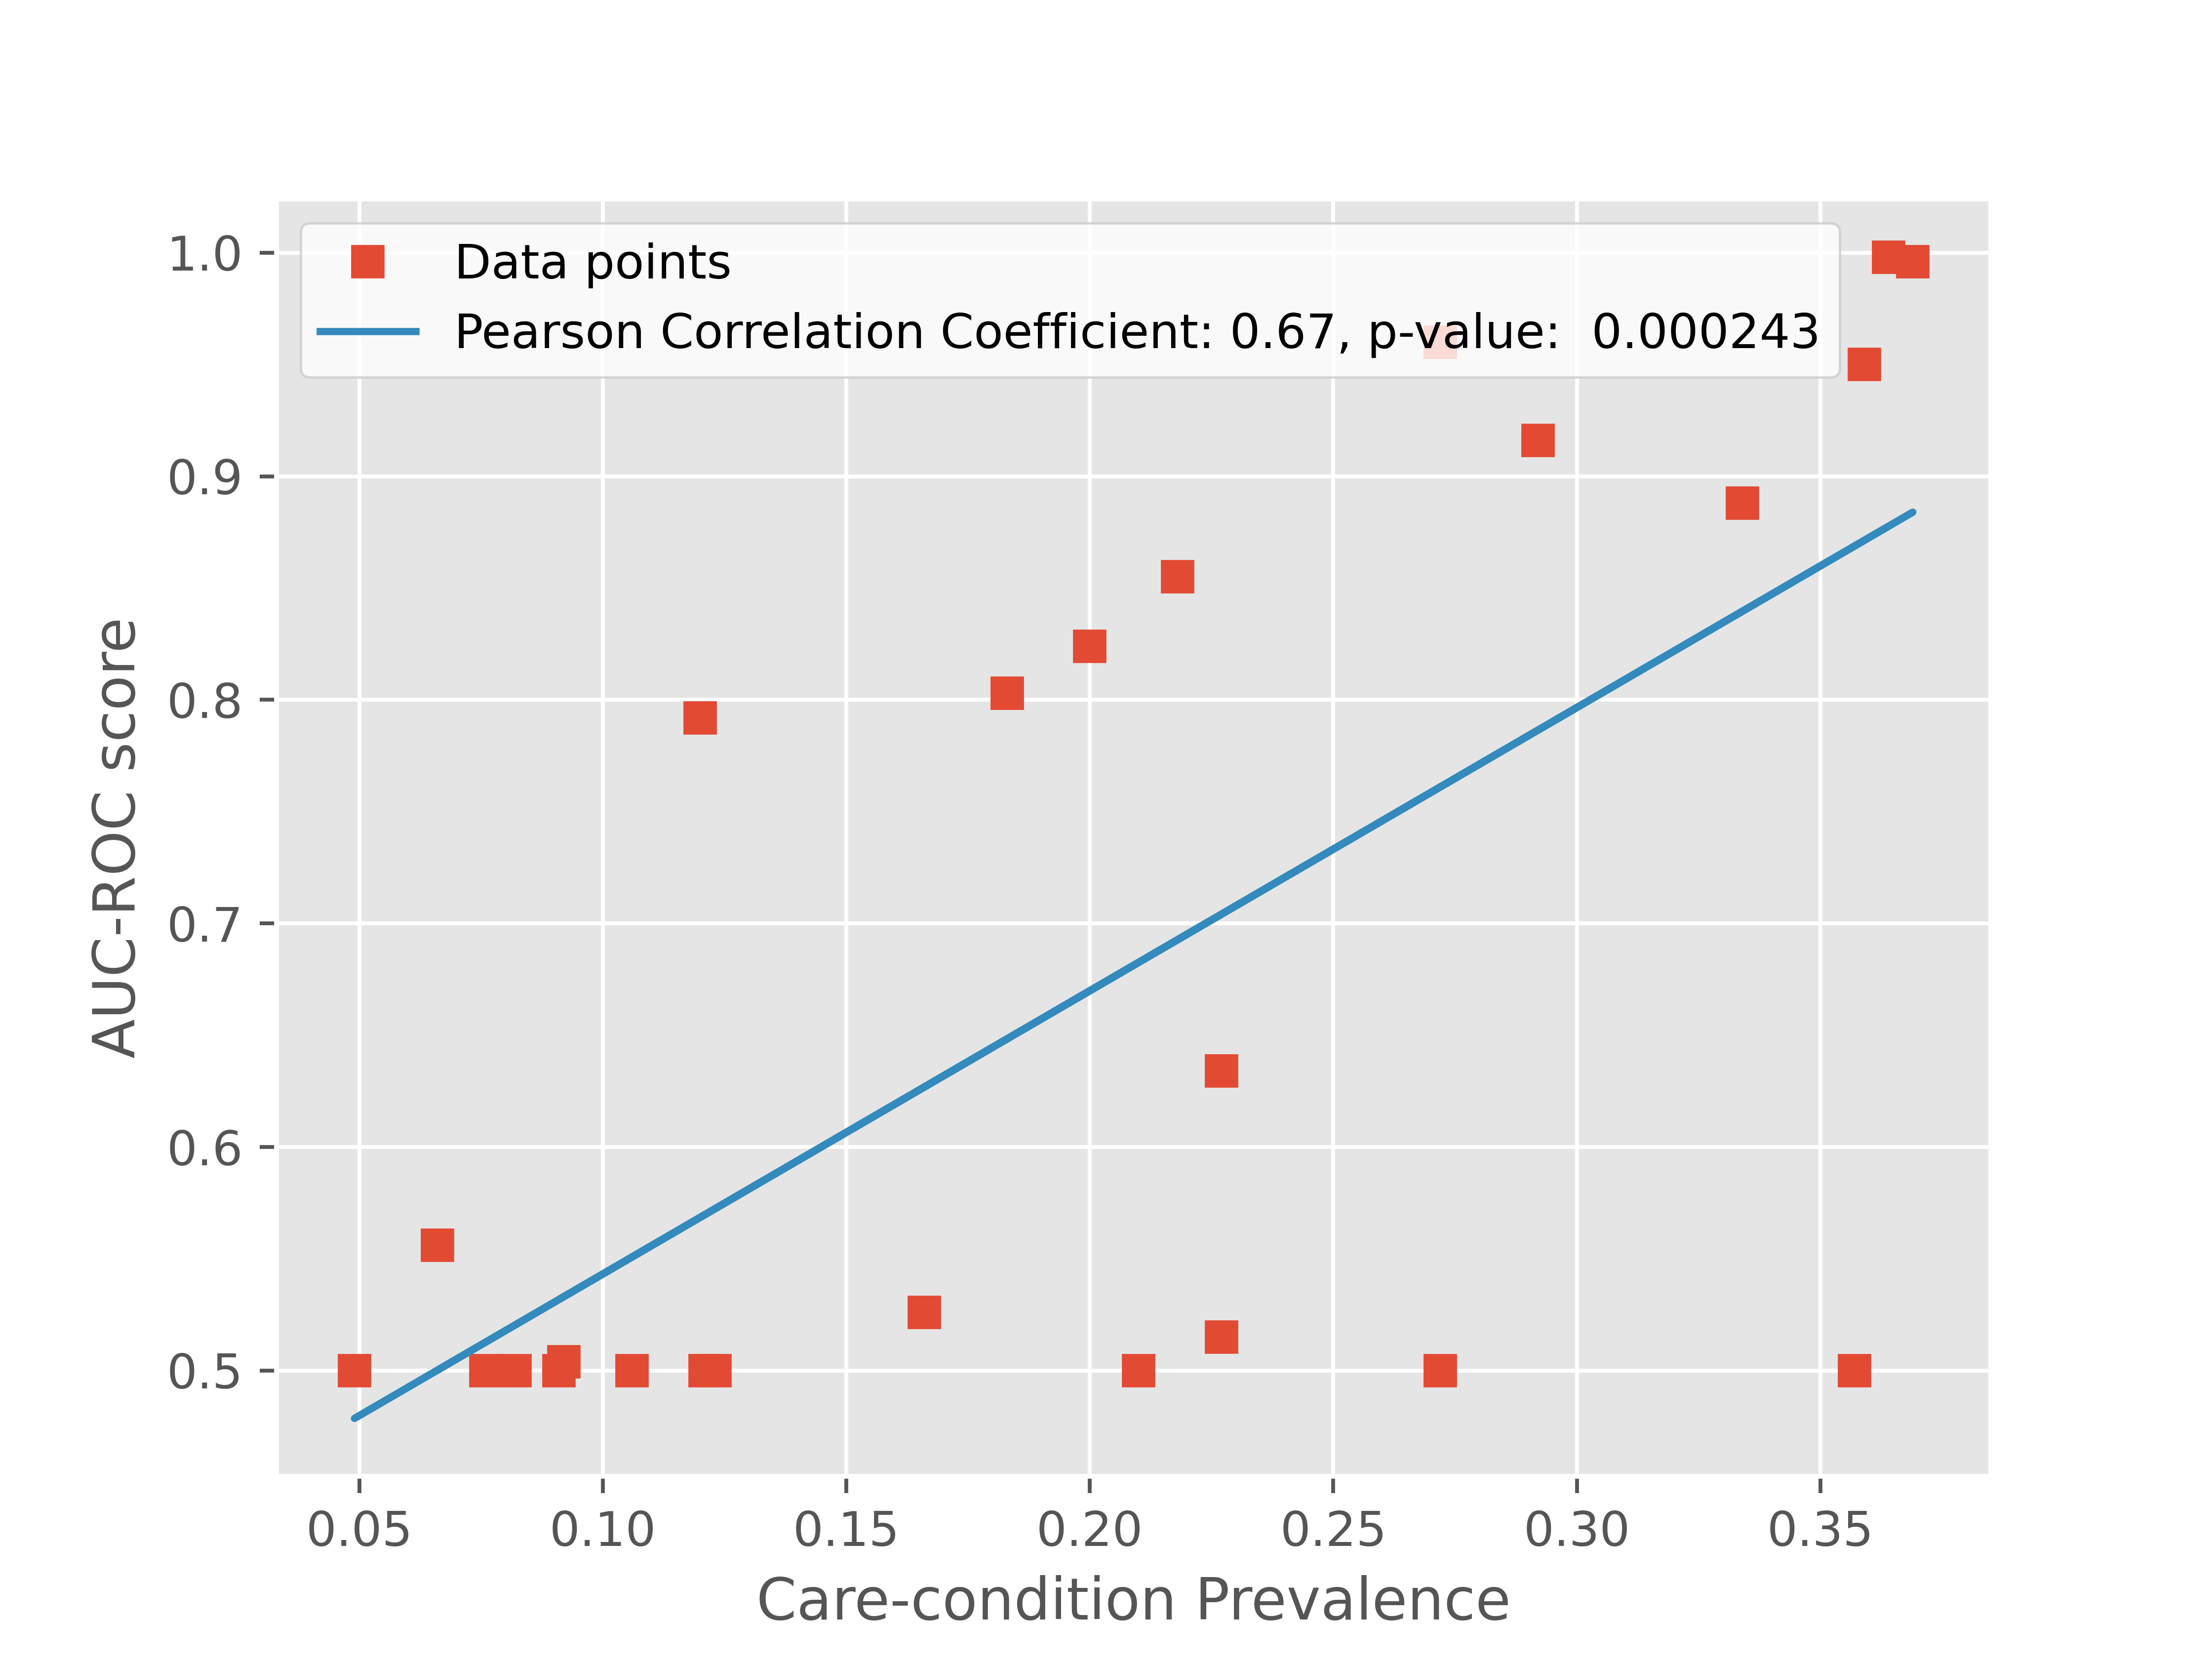 Data points
Pearson Correlation Coefficient: 0.67, p-value:  0.000243
1.0
0.9
0.8
0.7
0.6
0.5
AUC-ROC score
0.05 0.10 0.15 0.20 0.25 0.30 0.35
Care-condition Prevalence